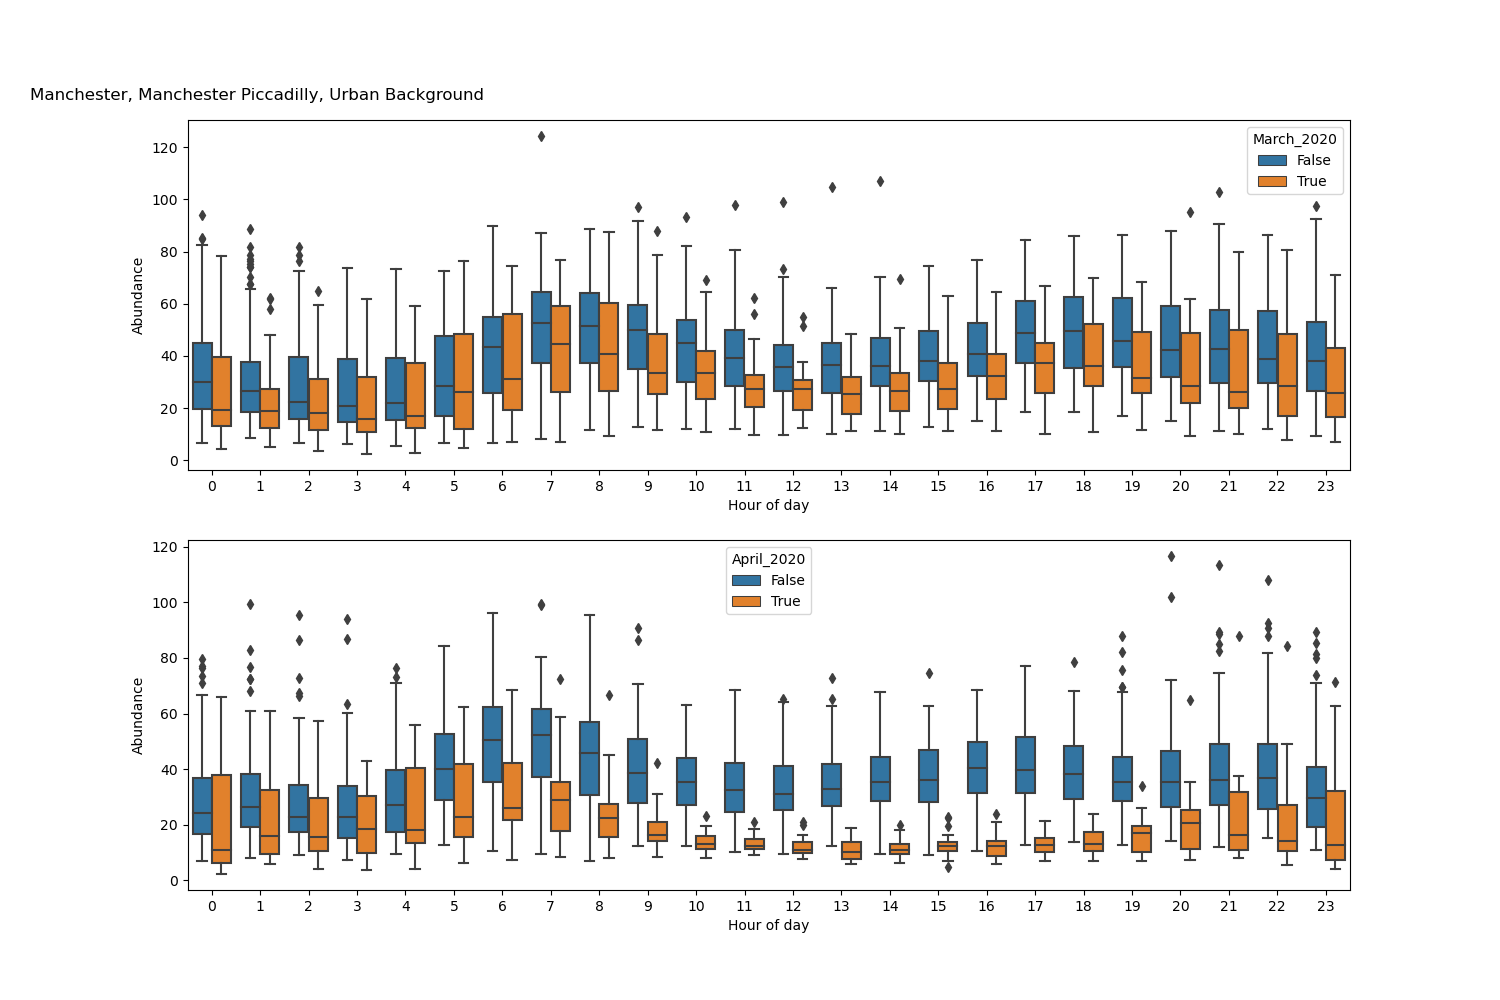 Manchester, Manchester Piccadilly, Urban Background
March_2020
False
True
Abundance
120
100
80
60
40
20
0
0 1 2 3 4 5 6 7 8 9 10 11 12 13 14 15 16 17 18 19 20 21 22 23
Hour of day
April_2020
False
True
Abundance
120
100
80
60
40
20
0
0 1 2 3 4 5 6 7 8 9 10 11 12 13 14 15 16 17 18 19 20 21 22 23
Hour of day